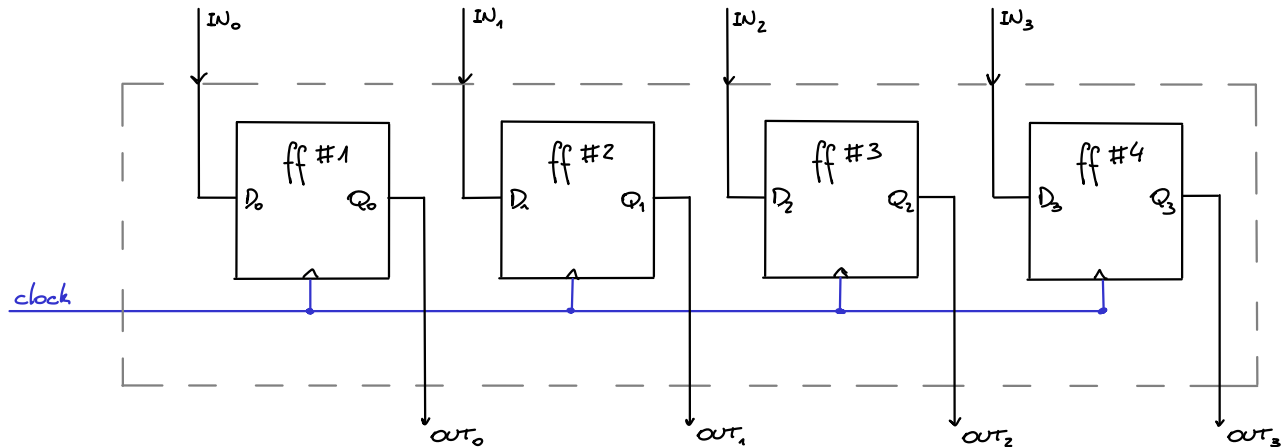 IN₀ IN₁ IN₂ IN₃
ff #1 ff #2 ff #3 ff #4
D₀ Q₀ D₁ Q₁ D₂ Q₂ D₃ Q₃
clock
OUT₀ OUT₁ OUT₂ OUT₃